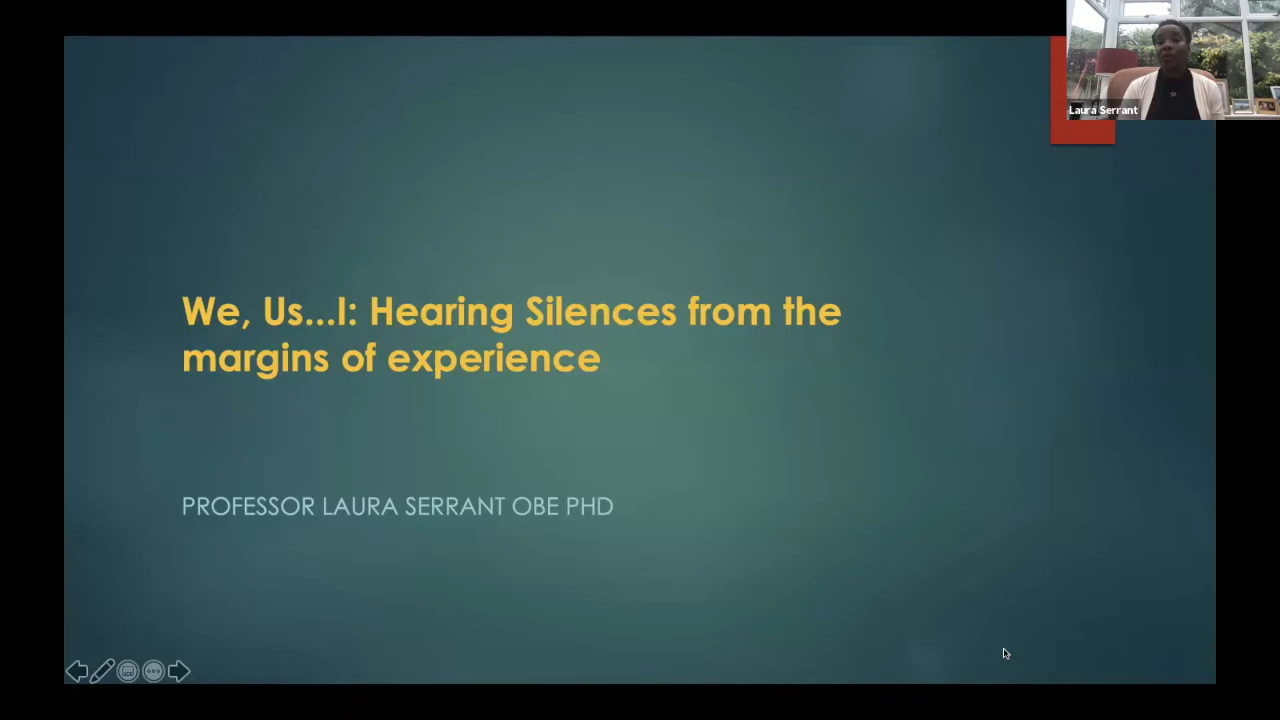 Laura Serrant
We, Us...I: Hearing Silences from the
margins of experience
PROFESSOR LAURA SERRANT OBE PHD